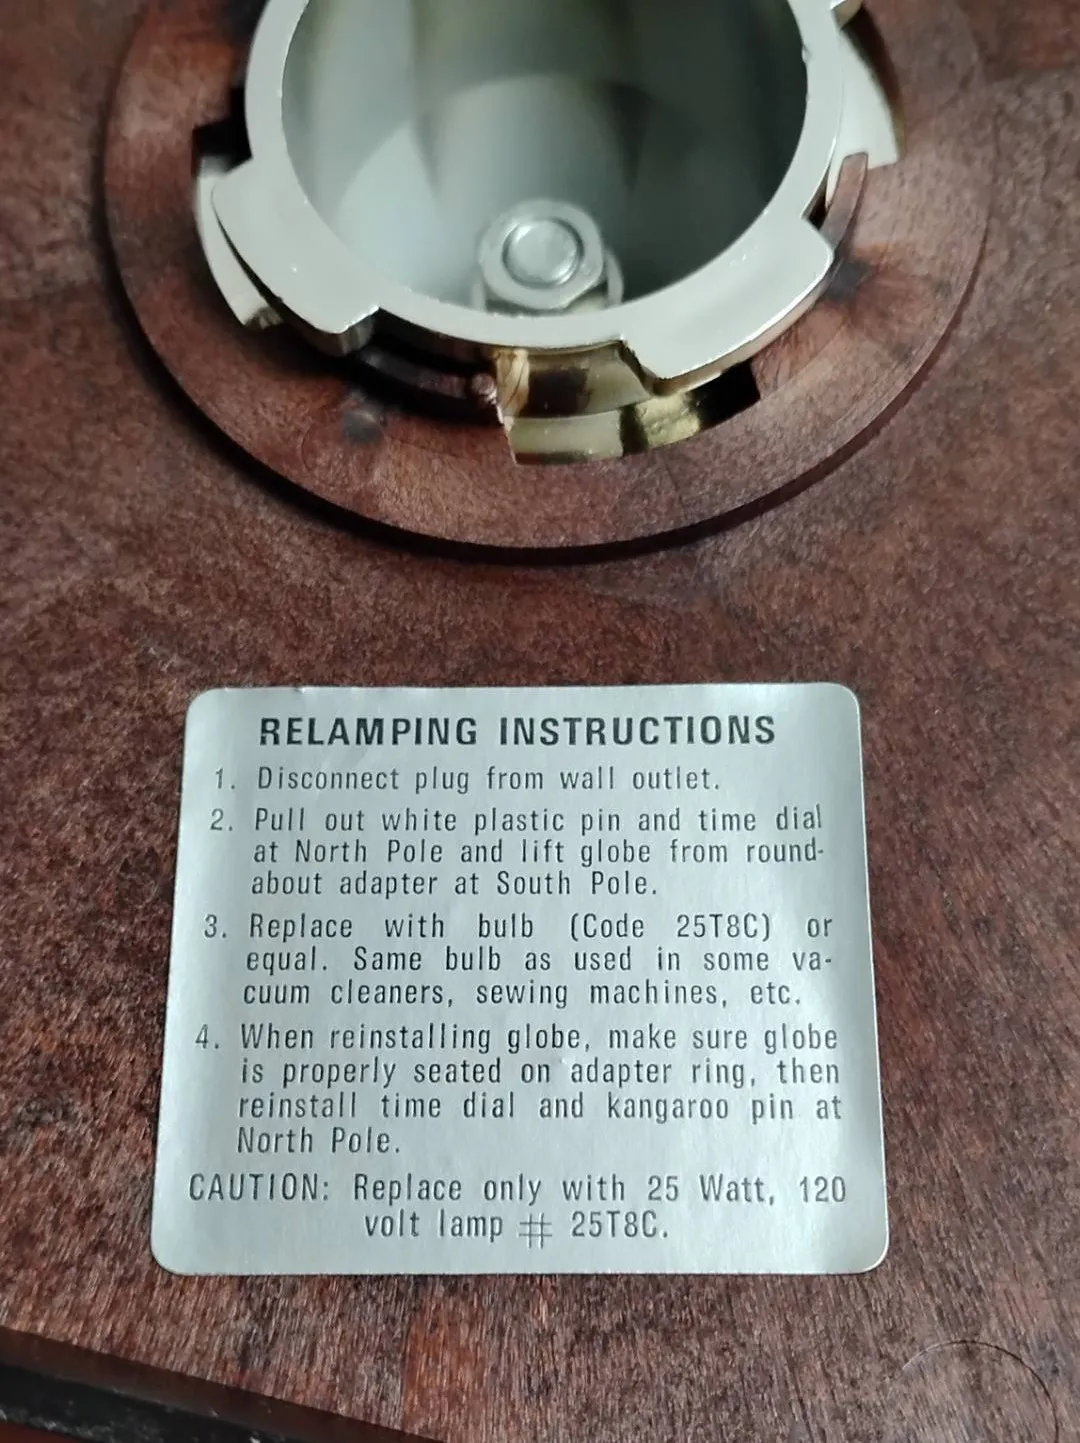 RELAMPING INSTRUCTIONS
1. Disconnect plug from wall outlet.
2. Pull out white plastic pin and time dial
at North Pole and lift globe from round-
about adapter at South Pole.
3. Replace with bulb (Code 25T8C) or
equal. Same bulb as used in some va-
cuum cleaners, sewing machines, etc.
4. When reinstalling globe, make sure globe
is properly seated on adapter ring, then
reinstall time dial and kangaroo pin at
North Pole.
CAUTION: Replace only with 25 Watt, 120
volt lamp # 25T8C.